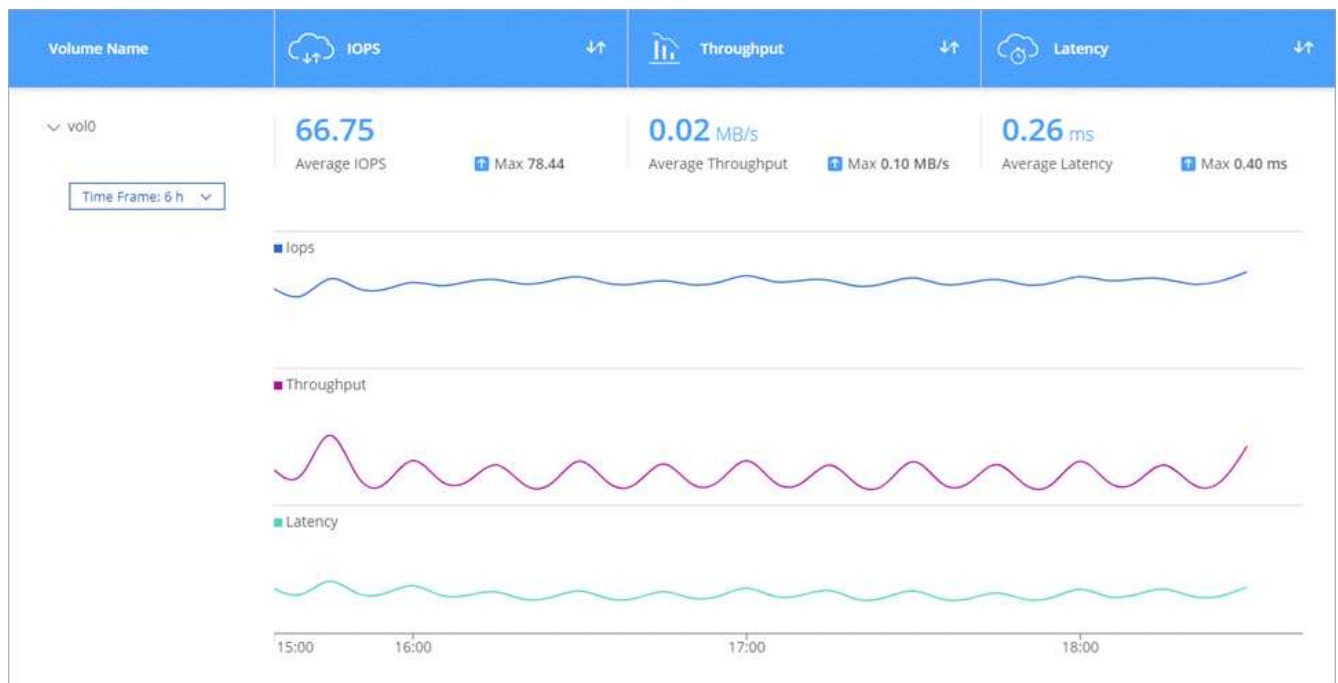 Volume Name IOPS Throughput Latency
vol0 66.75 0.02 MB/s 0.26 ms
Average IOPS Max 78.44 Average Throughput Max 0.10 MB/s Average Latency Max 0.40 ms
Time Frame: 6 h
Iops
Throughput
Latency
15:00 16:00 17:00 18:00